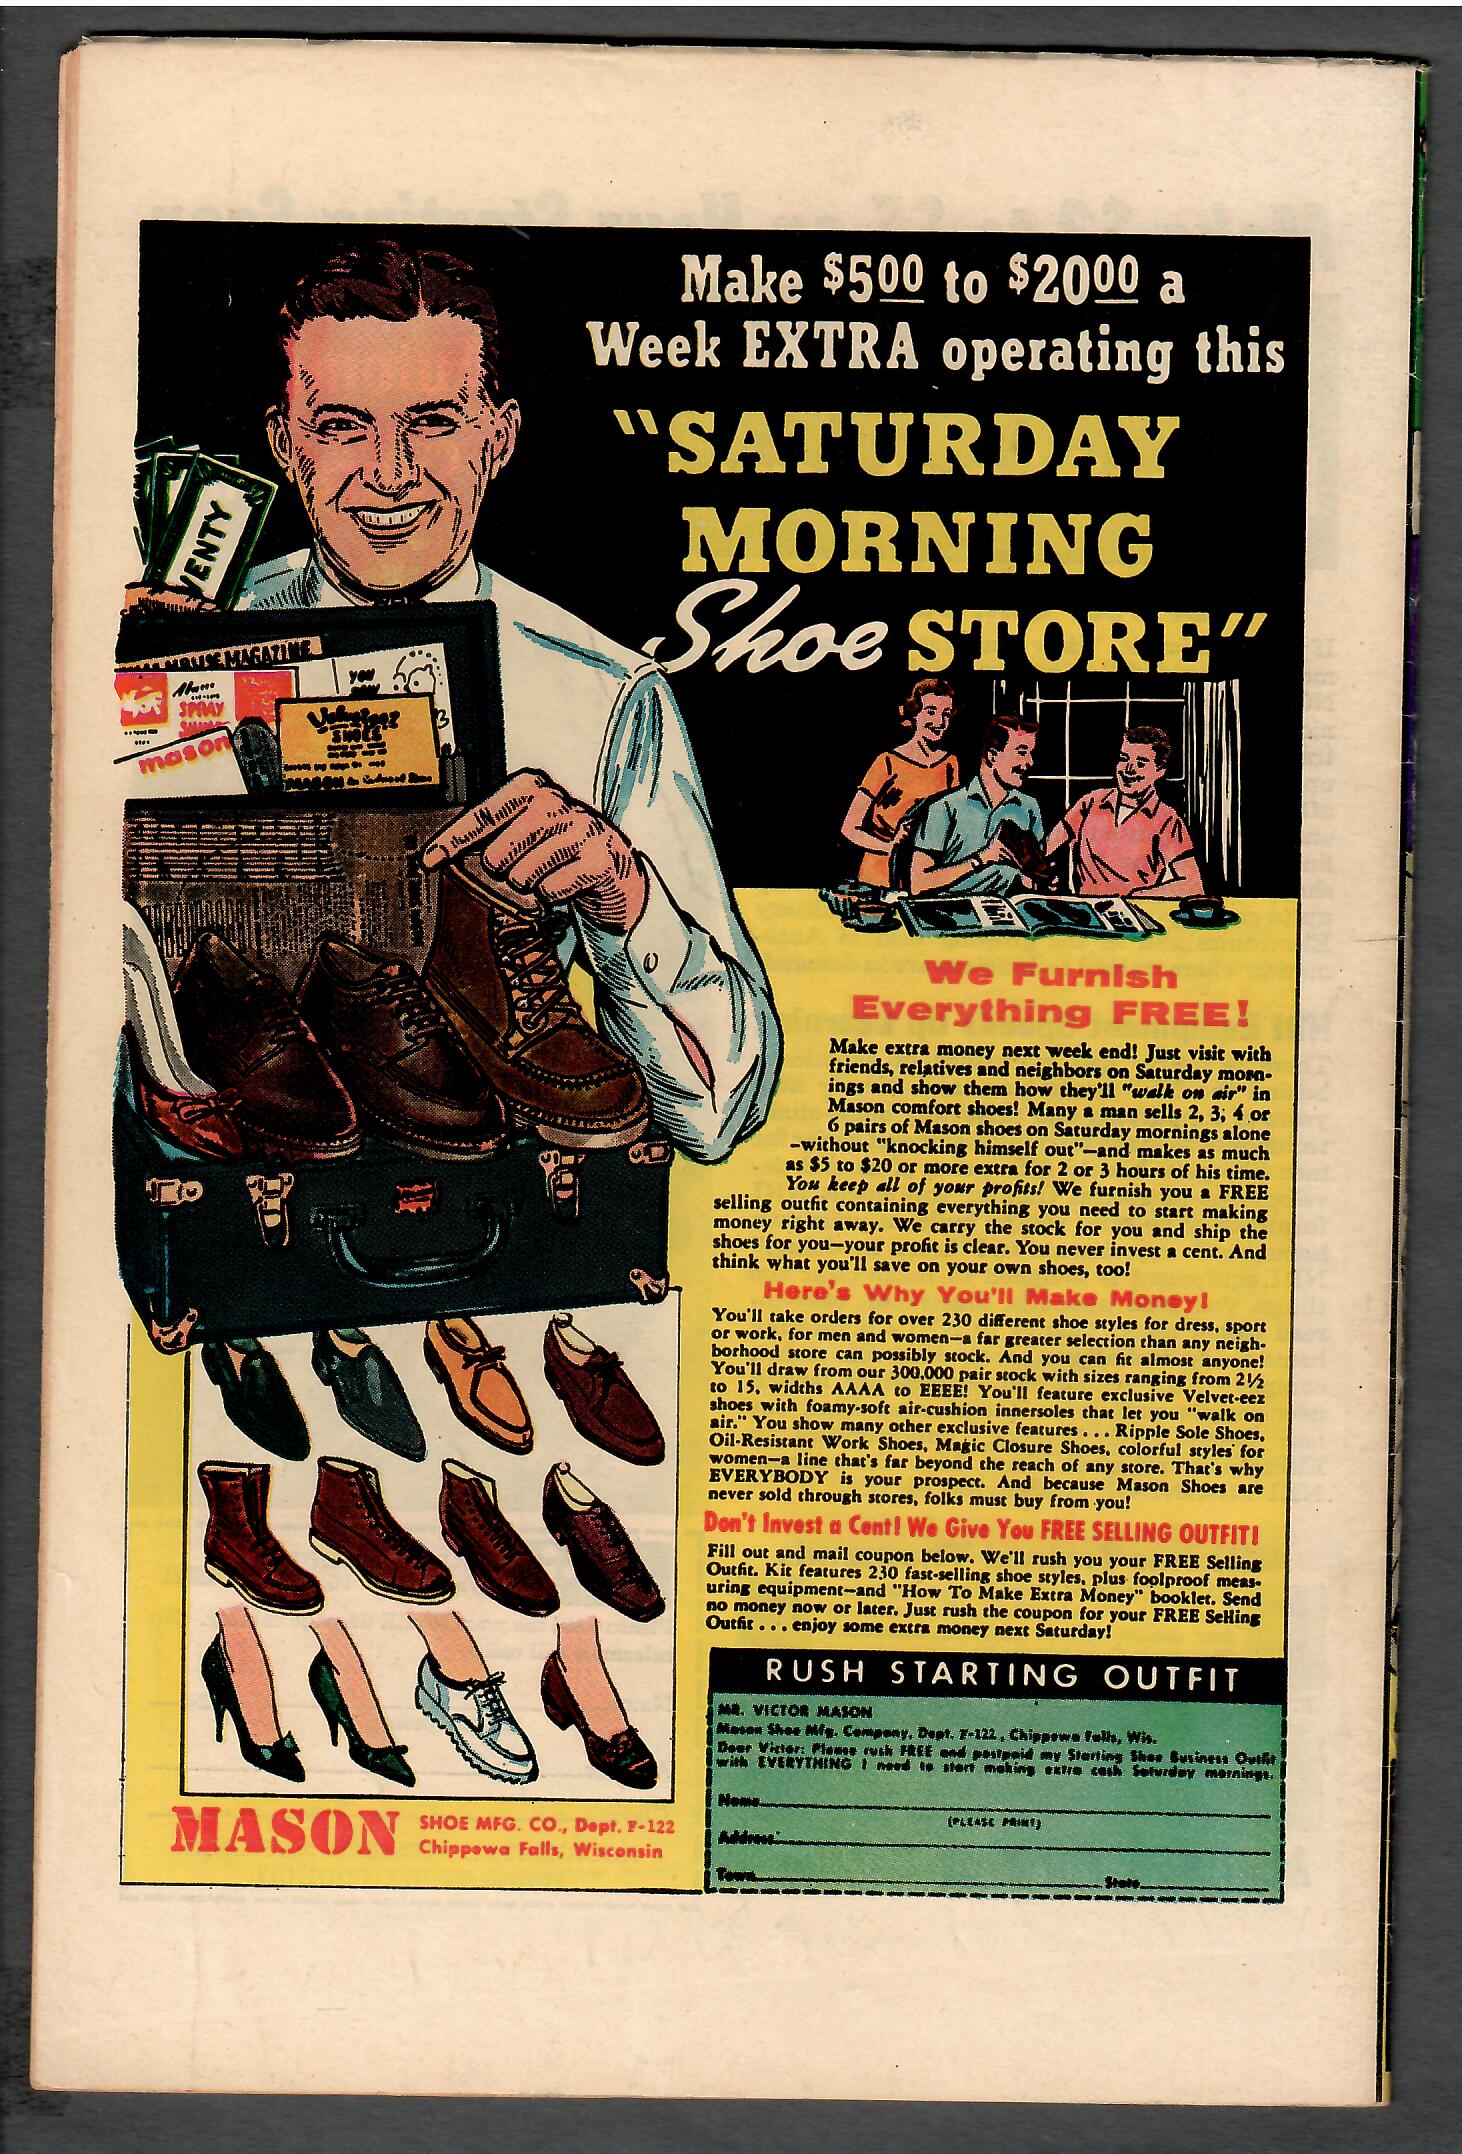 Make $5.00 to $20.00 a
Week EXTRA operating this
"SATURDAY
MORNING
Shoe STORE"
VENTY
MAGAZINE
SPRAY
mason
YOU
Velvet-eez
SHOES
We Furnish
Everything FREE!
Make extra money next week end! Just visit with
friends, relatives and neighbors on Saturday morn-
ings and show them how they'll "walk on air" in
Mason comfort shoes! Many a man sells 2, 3, 4 or
6 pairs of Mason shoes on Saturday mornings alone
-without "knocking himself out"—and makes as much
as $5 to $20 or more extra for 2 or 3 hours of his time.
You keep all of your profits! We furnish you a FREE
selling outfit containing everything you need to start making
money right away. We carry the stock for you and ship the
shoes for you—your profit is clear. You never invest a cent. And
think what you'll save on your own shoes, too!
Here's Why You'll Make Money!
You'll take orders for over 230 different shoe styles for dress, sport
or work, for men and women—a far greater selection than any neigh-
borhood store can possibly stock. And you can fit almost anyone!
You'll draw from our 300,000 pair stock with sizes ranging from 2½
to 15, widths AAAA to EEEE! You'll feature exclusive Velvet-eez
shoes with foamy-soft air-cushion innersoles that let you "walk on
air." You show many other exclusive features . . . Ripple Sole Shoes,
Oil-Resistant Work Shoes, Magic Closure Shoes, colorful styles for
women—a line that's far beyond the reach of any store. That's why
EVERYBODY is your prospect. And because Mason Shoes are
never sold through stores, folks must buy from you!
Don't Invest a Cent! We Give You FREE SELLING OUTFIT!
Fill out and mail coupon below. We'll rush you your FREE Selling
Outfit. Kit features 230 fast-selling shoe styles, plus foolproof meas-
uring equipment—and "How To Make Extra Money" booklet. Send
no money now or later. Just rush the coupon for your FREE Selling
Outfit . . . enjoy some extra money next Saturday!
RUSH STARTING OUTFIT
MR. VICTOR MASON
Mason Shoe Mfg. Company, Dept. F-122, Chippewa Falls, Wis.
Dear Victor: Please rush FREE and postpaid my Starting Shoe Business Outfit
with EVERYTHING I need to start making extra cash Saturday mornings.
Name
(PLEASE PRINT)
Address
Town State
MASON SHOE MFG. CO., Dept. F-122
Chippewa Falls, Wisconsin